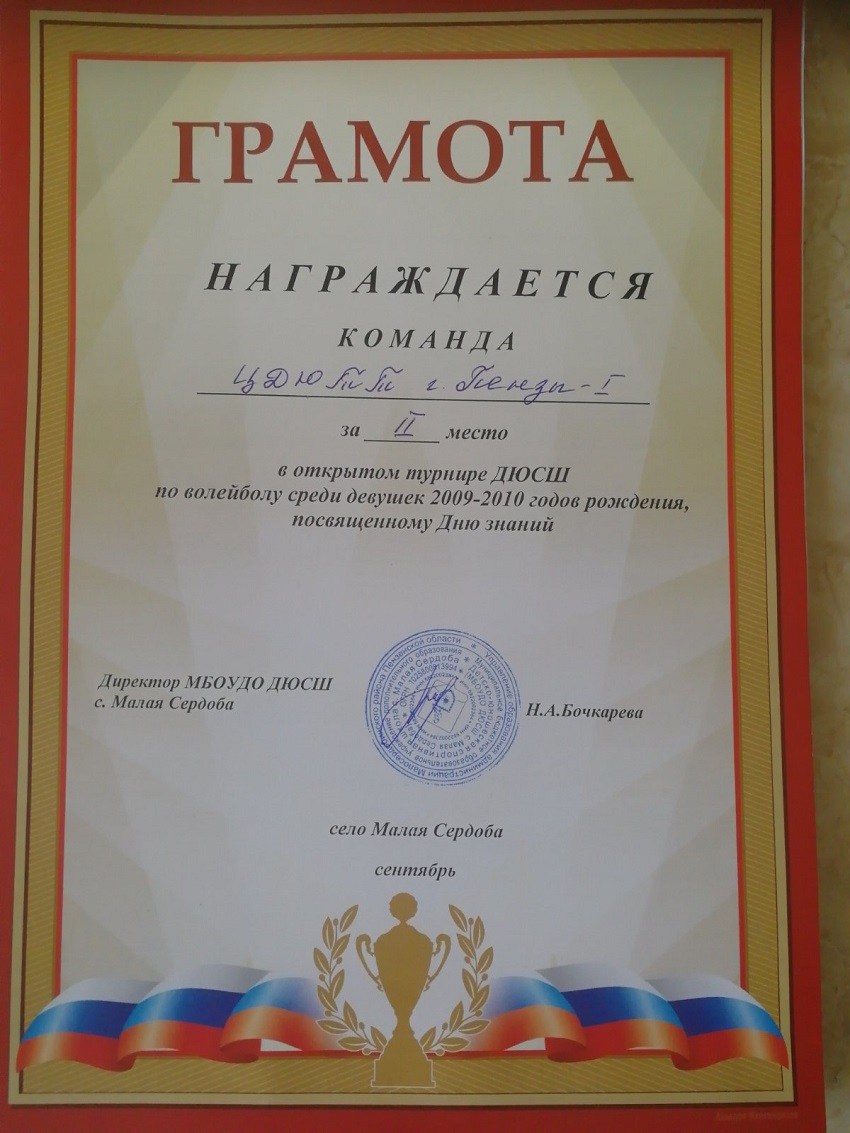 ГРАМОТА
НАГРАЖДАЕТСЯ
КОМАНДА
ЦДЮТТ г. Пензы - I
за II место
в открытом турнире ДЮСШ
по волейболу среди девушек 2009-2010 годов рождения,
посвященному Дню знаний
Директор МБОУДО ДЮСШ
с. Малая Сердоба
Н.А.Бочкарева
село Малая Сердоба
сентябрь